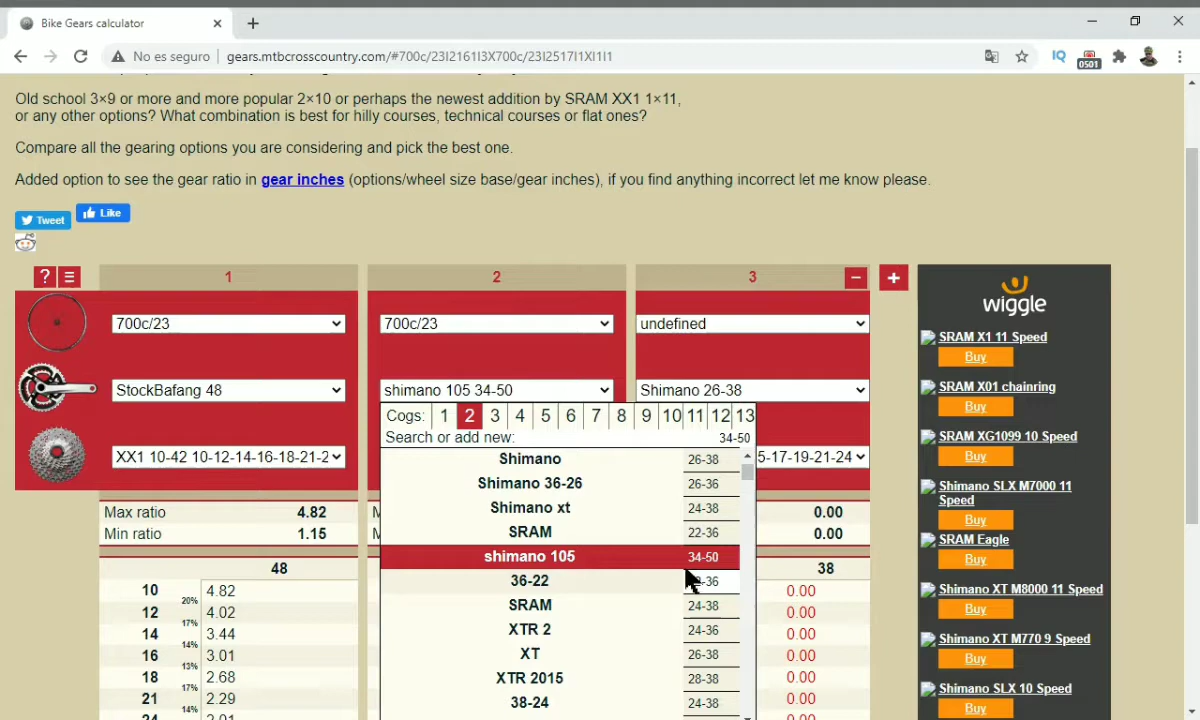 Bike Gears calculator
No es seguro
gears.mtbcrosscountry.com/#700c/23I2161I3X700c/23I2517I1XI1I1
IQ
0501
Old school 3×9 or more and more popular 2×10 or perhaps the newest addition by SRAM XX1 1×11,
or any other options? What combination is best for hilly courses, technical courses or flat ones?
Compare all the gearing options you are considering and pick the best one.
Added option to see the gear ratio in gear inches (options/wheel size base/gear inches), if you find anything incorrect let me know please.
Tweet
Like
?
1
2
3
−
+
700c/23
700c/23
undefined
StockBafang 48
shimano 105 34-50
Shimano 26-38
XX1 10-42 10-12-14-16-18-21-2
5-17-19-21-24
Cogs: 1 2 3 4 5 6 7 8 9 10 11 12 13
Search or add new: 34-50
Shimano 26-38
Shimano 36-26 26-36
Shimano xt 24-38
SRAM 22-36
shimano 105 34-50
36-22
SRAM 24-38
XTR 2 24-36
XT 26-38
XTR 2015 28-38
38-24 24-38
Max ratio 4.82
Min ratio 1.15
0.00
0.00
48
38
10 4.82
20%
12 4.02
17%
14 3.44
14%
16 3.01
13%
18 2.68
17%
21 2.29
14%
24 2.01
0.00
0.00
0.00
0.00
0.00
0.00
0.00
wiggle
SRAM X1 11 Speed
Buy
SRAM X01 chainring
Buy
SRAM XG1099 10 Speed
Buy
Shimano SLX M7000 11
Speed
Buy
SRAM Eagle
Buy
Shimano XT M8000 11 Speed
Buy
Shimano XT M770 9 Speed
Buy
Shimano SLX 10 Speed
Buy